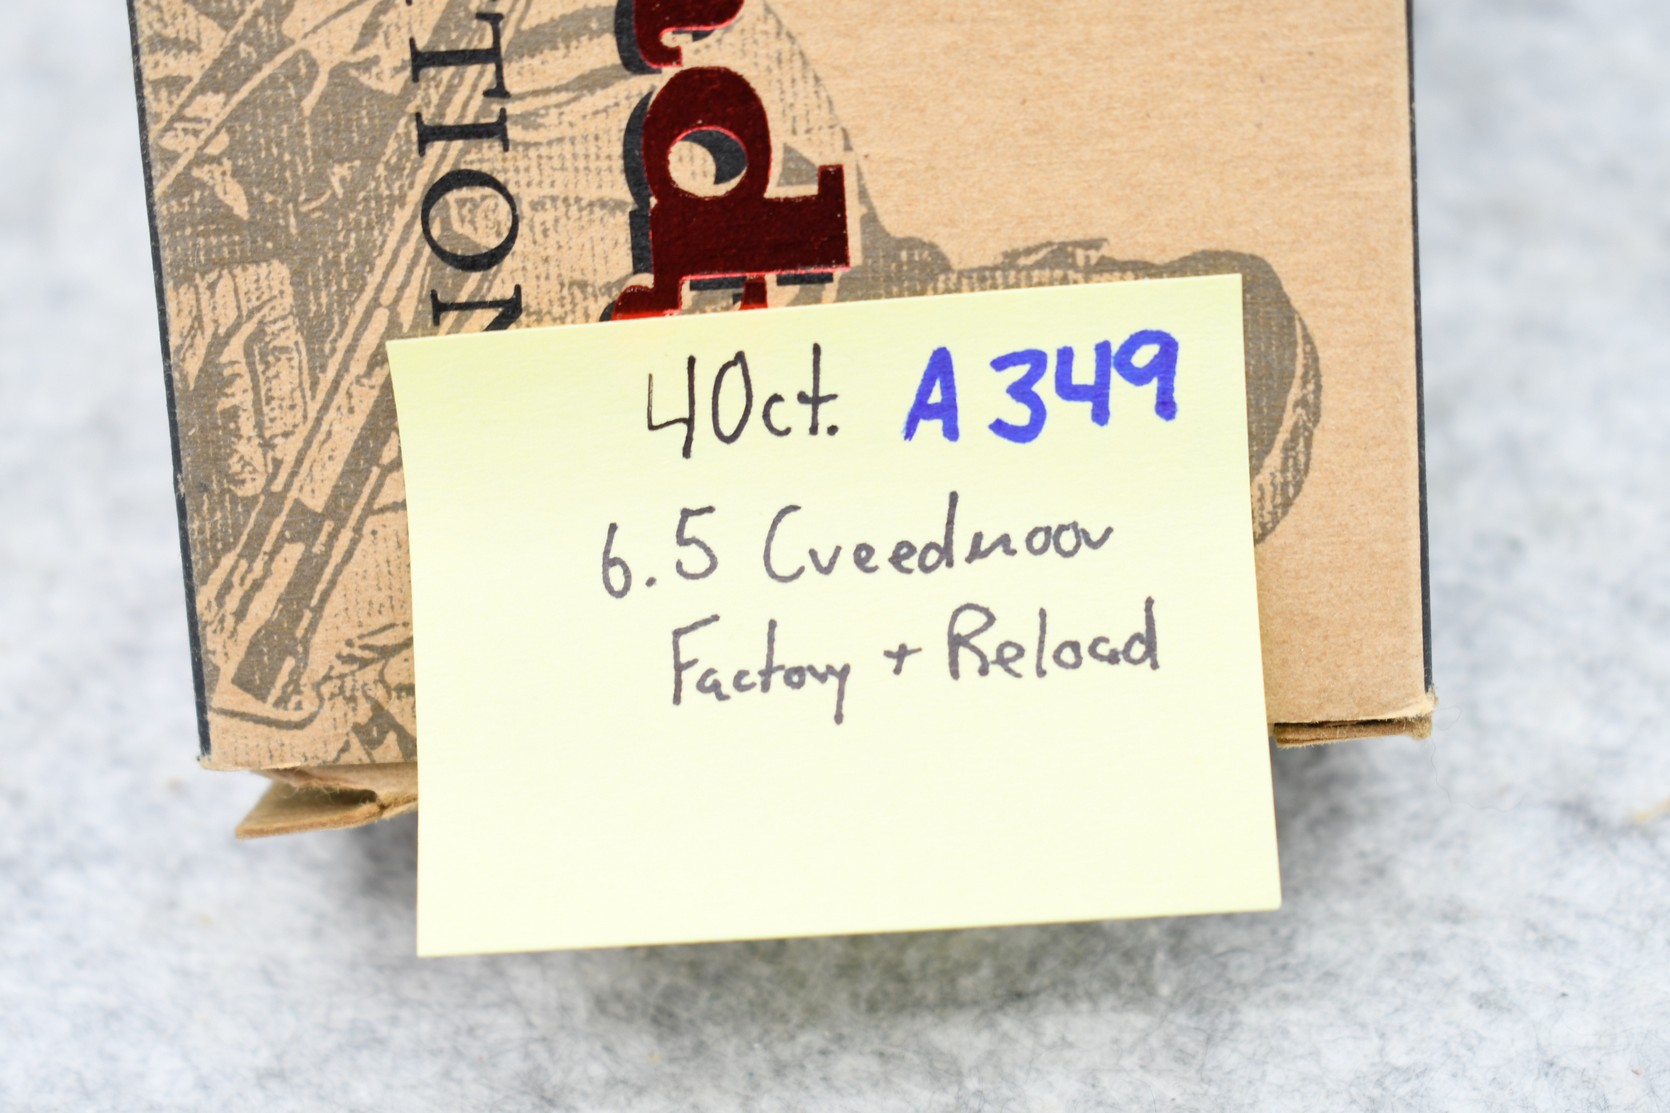 40ct. A349
6.5 Creedmoor
Factory + Reload